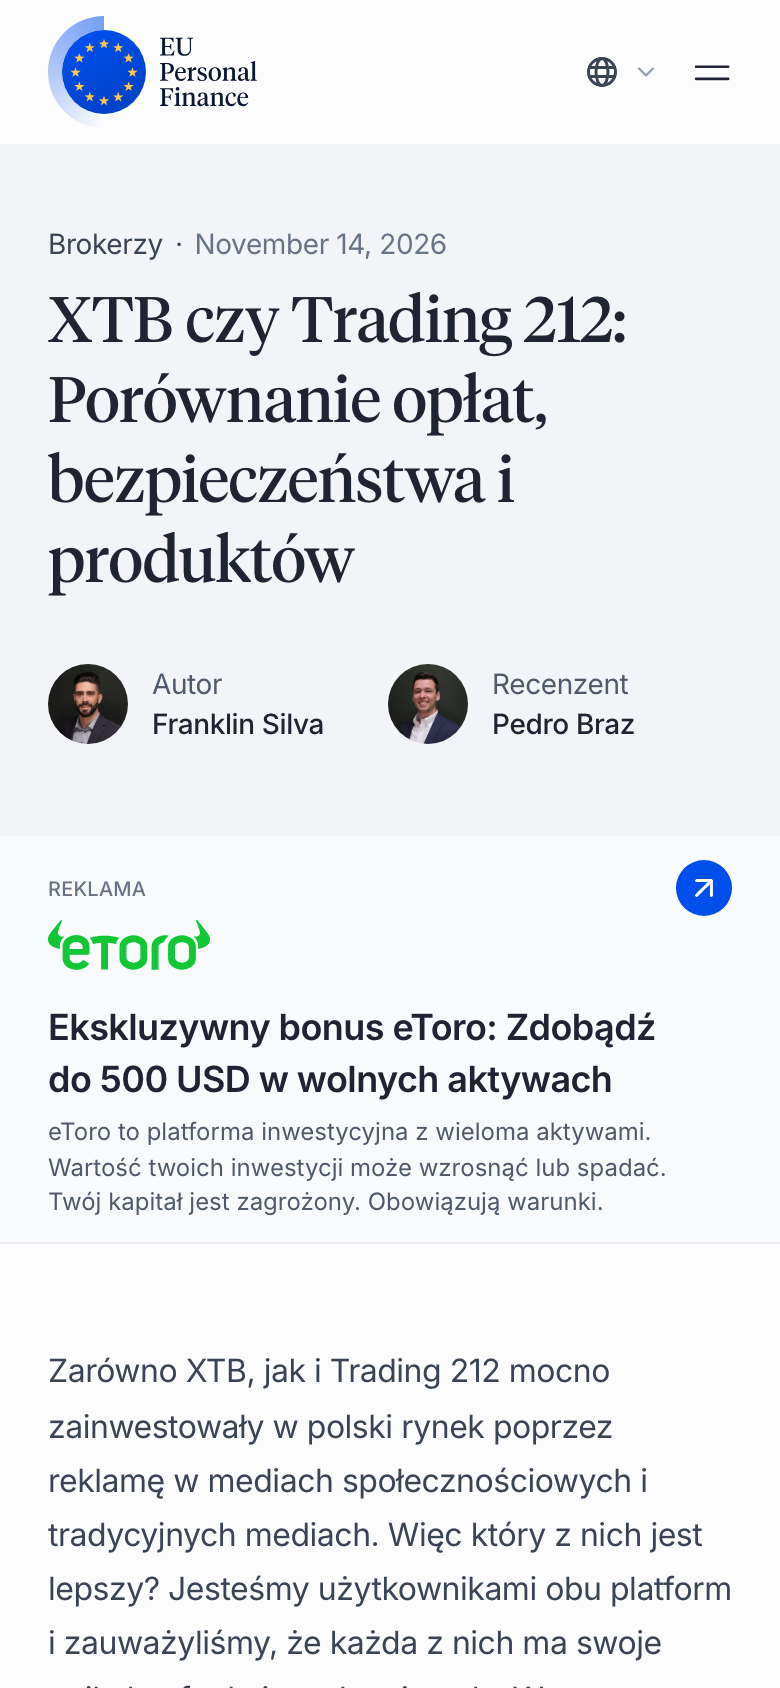 EU
Personal
Finance
Brokerzy · November 14, 2026
XTB czy Trading 212:
Porównanie opłat,
bezpieczeństwa i
produktów
Autor
Franklin Silva
Recenzent
Pedro Braz
REKLAMA
eToro
Ekskluzywny bonus eToro: Zdobądź
do 500 USD w wolnych aktywach
eToro to platforma inwestycyjna z wieloma aktywami.
Wartość twoich inwestycji może wzrosnąć lub spadać.
Twój kapitał jest zagrożony. Obowiązują warunki.
Zarówno XTB, jak i Trading 212 mocno
zainwestowały w polski rynek poprzez
reklamę w mediach społecznościowych i
tradycyjnych mediach. Więc który z nich jest
lepszy? Jesteśmy użytkownikami obu platform
i zauważyliśmy, że każda z nich ma swoje